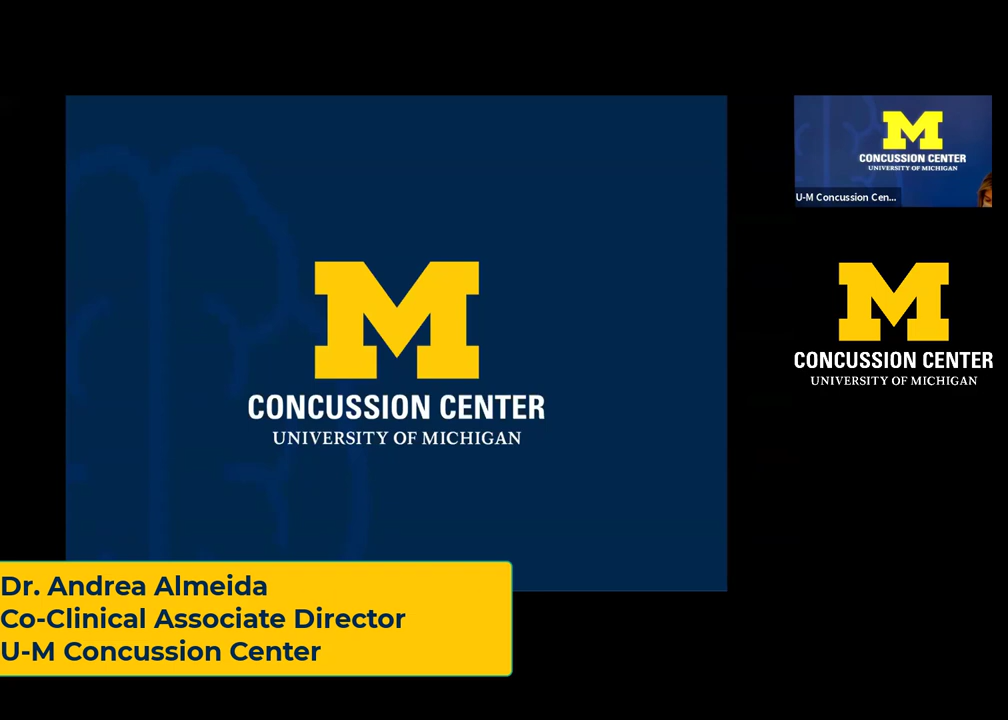 CONCUSSION CENTER
UNIVERSITY OF MICHIGAN
CONCUSSION CENTER
UNIVERSITY OF MICHIGAN
U-M Concussion Cen...
CONCUSSION CENTER
UNIVERSITY OF MICHIGAN
Dr. Andrea Almeida
Co-Clinical Associate Director
U-M Concussion Center